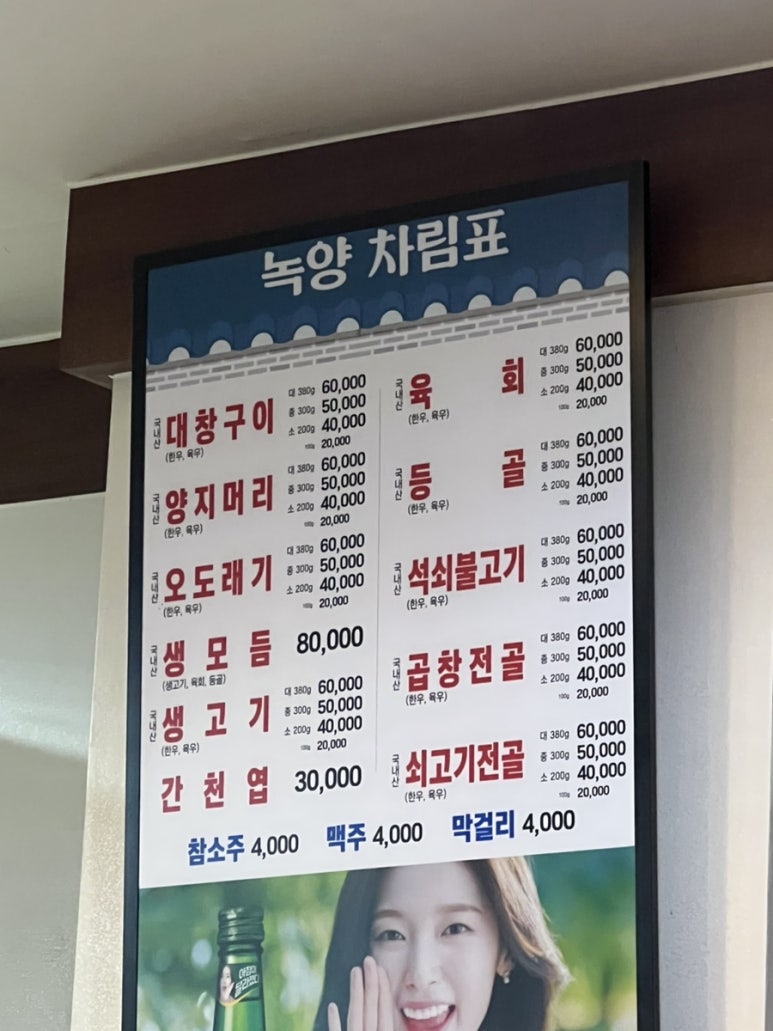 녹양 차림표
국내산 대창구이 대 380g 60,000
중 300g 50,000
소 200g 40,000
100g 20,000
(한우, 육우)
국내산 양지머리 대 380g 60,000
중 300g 50,000
소 200g 40,000
100g 20,000
(한우, 육우)
국내산 오도래기 대 380g 60,000
중 300g 50,000
소 200g 40,000
100g 20,000
(한우, 육우)
국내산 생모듬 80,000
(생고기, 육회, 등골)
국내산 생고기 대 380g 60,000
중 300g 50,000
소 200g 40,000
100g 20,000
(한우, 육우)
간천엽 30,000
국내산 육회 대 380g 60,000
중 300g 50,000
소 200g 40,000
100g 20,000
(한우, 육우)
국내산 등골 대 380g 60,000
중 300g 50,000
소 200g 40,000
100g 20,000
(한우, 육우)
국내산 석쇠불고기 대 380g 60,000
중 300g 50,000
소 200g 40,000
100g 20,000
(한우, 육우)
국내산 곱창전골 대 380g 60,000
중 300g 50,000
소 200g 40,000
100g 20,000
(한우, 육우)
국내산 쇠고기전골 대 380g 60,000
중 300g 50,000
소 200g 40,000
100g 20,000
(한우, 육우)
참소주 4,000 맥주 4,000 막걸리 4,000